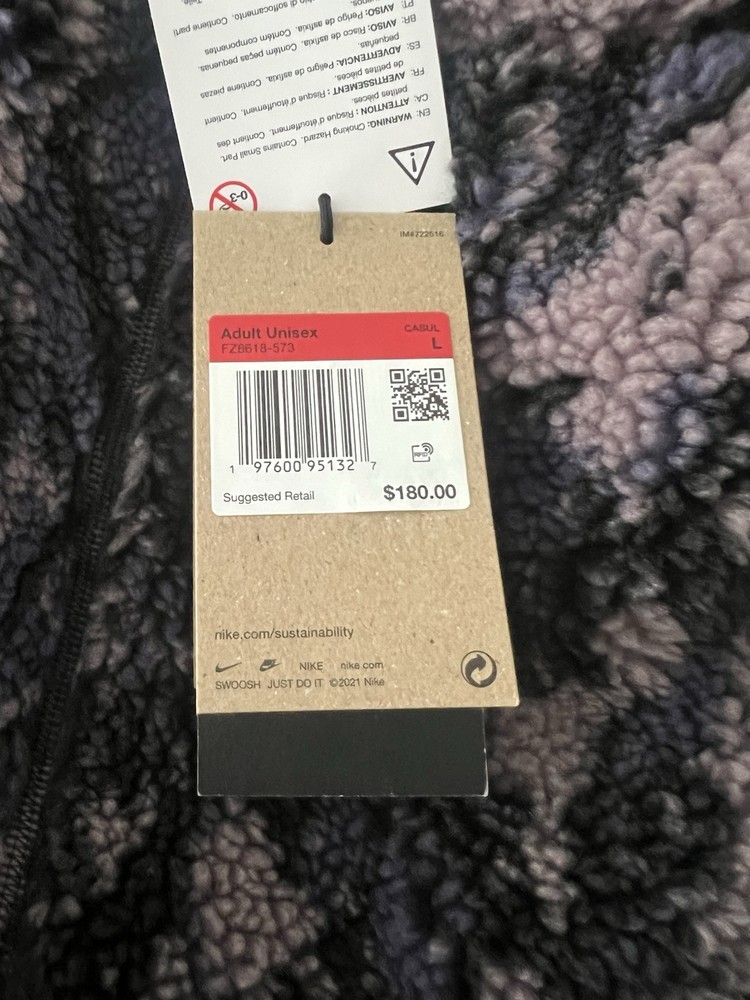 EN: WARNING: Choking Hazard. Contains Small Part.
CA: ATTENTION : Risque d'étouffement. Contient des
petites pièces.
FR: AVERTISSEMENT : Risque d'étouffement. Contient
de petites pièces.
ES: ADVERTENCIA: Peligro de asfixia. Contiene piezas
pequeñas.
BR: AVISO: Risco de asfixia. Contém peças pequenas.
PT: AVISO: Perigo de asfixia. Contém componentes
0-3
IM4722516
Adult Unisex
CASUL
FZ8618-573
L
1 97600 95132 7
RFID
Suggested Retail
$180.00
nike.com/sustainability
NIKE nike.com
SWOOSH JUST DO IT ©2021 Nike